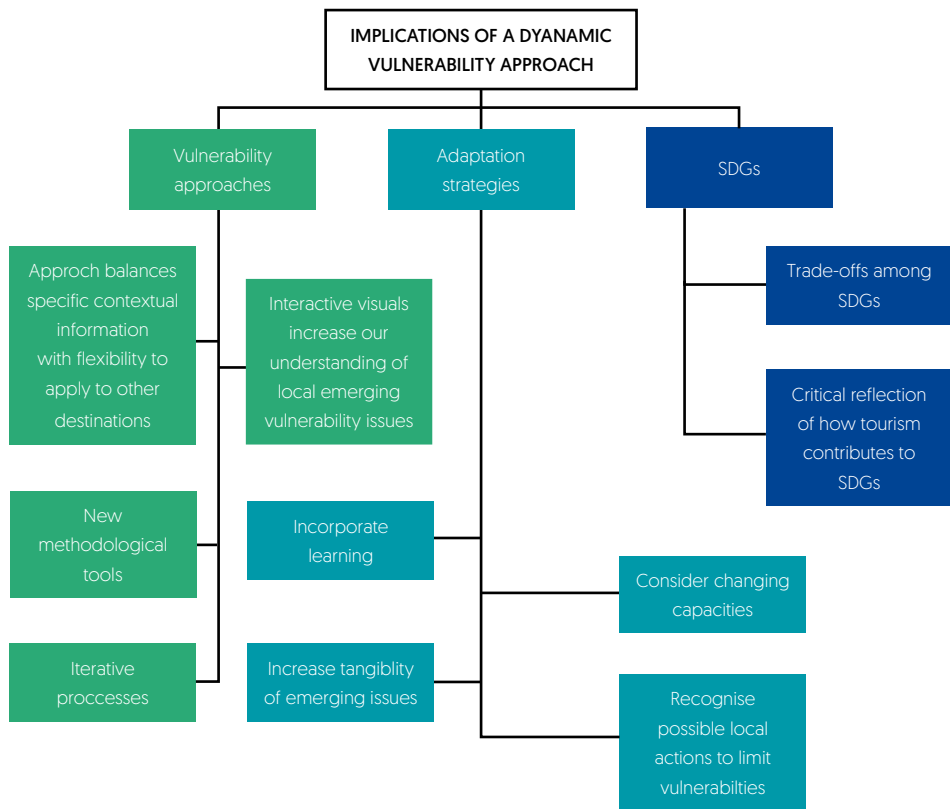 IMPLICATIONS OF A DYANAMIC
VULNERABILITY APPROACH
Vulnerability
approaches
Adaptation
strategies
SDGs
Approch balances
specific contextual
information
with flexibility to
apply to other
destinations
Interactive visuals
increase our
understanding of
local emerging
vulnerability issues
Trade-offs among
SDGs
Critical reflection
of how tourism
contributes to
SDGs
New
methodological
tools
Incorporate
learning
Consider changing
capacities
Iterative
proccesses
Increase tangiblity
of emerging issues
Recognise
possible local
actions to limit
vulnerabilties